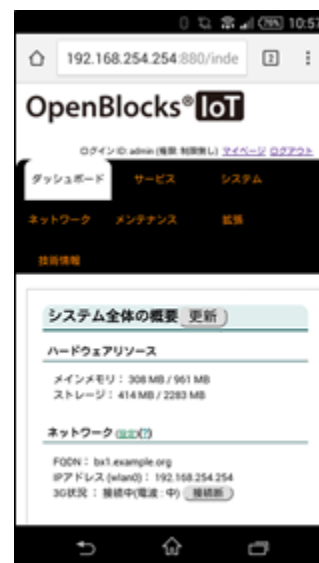 10:57
192.168.254.254:880/inde
2
OpenBlocks® IoT
ログインID: admin (権限: 制限無し) マイページ ログアウト
ダッシュボード サービス システム
ネットワーク メンテナンス 拡張
技術情報
システム全体の概要 更新
ハードウェアリソース
メインメモリ： 308 MB / 961 MB
ストレージ： 414 MB / 2283 MB
ネットワーク (設定)(?)
FQDN： bx1.example.org
IPアドレス (wlan0)： 192.168.254.254
3G状況： 接続中(電波 : 中) 接続断